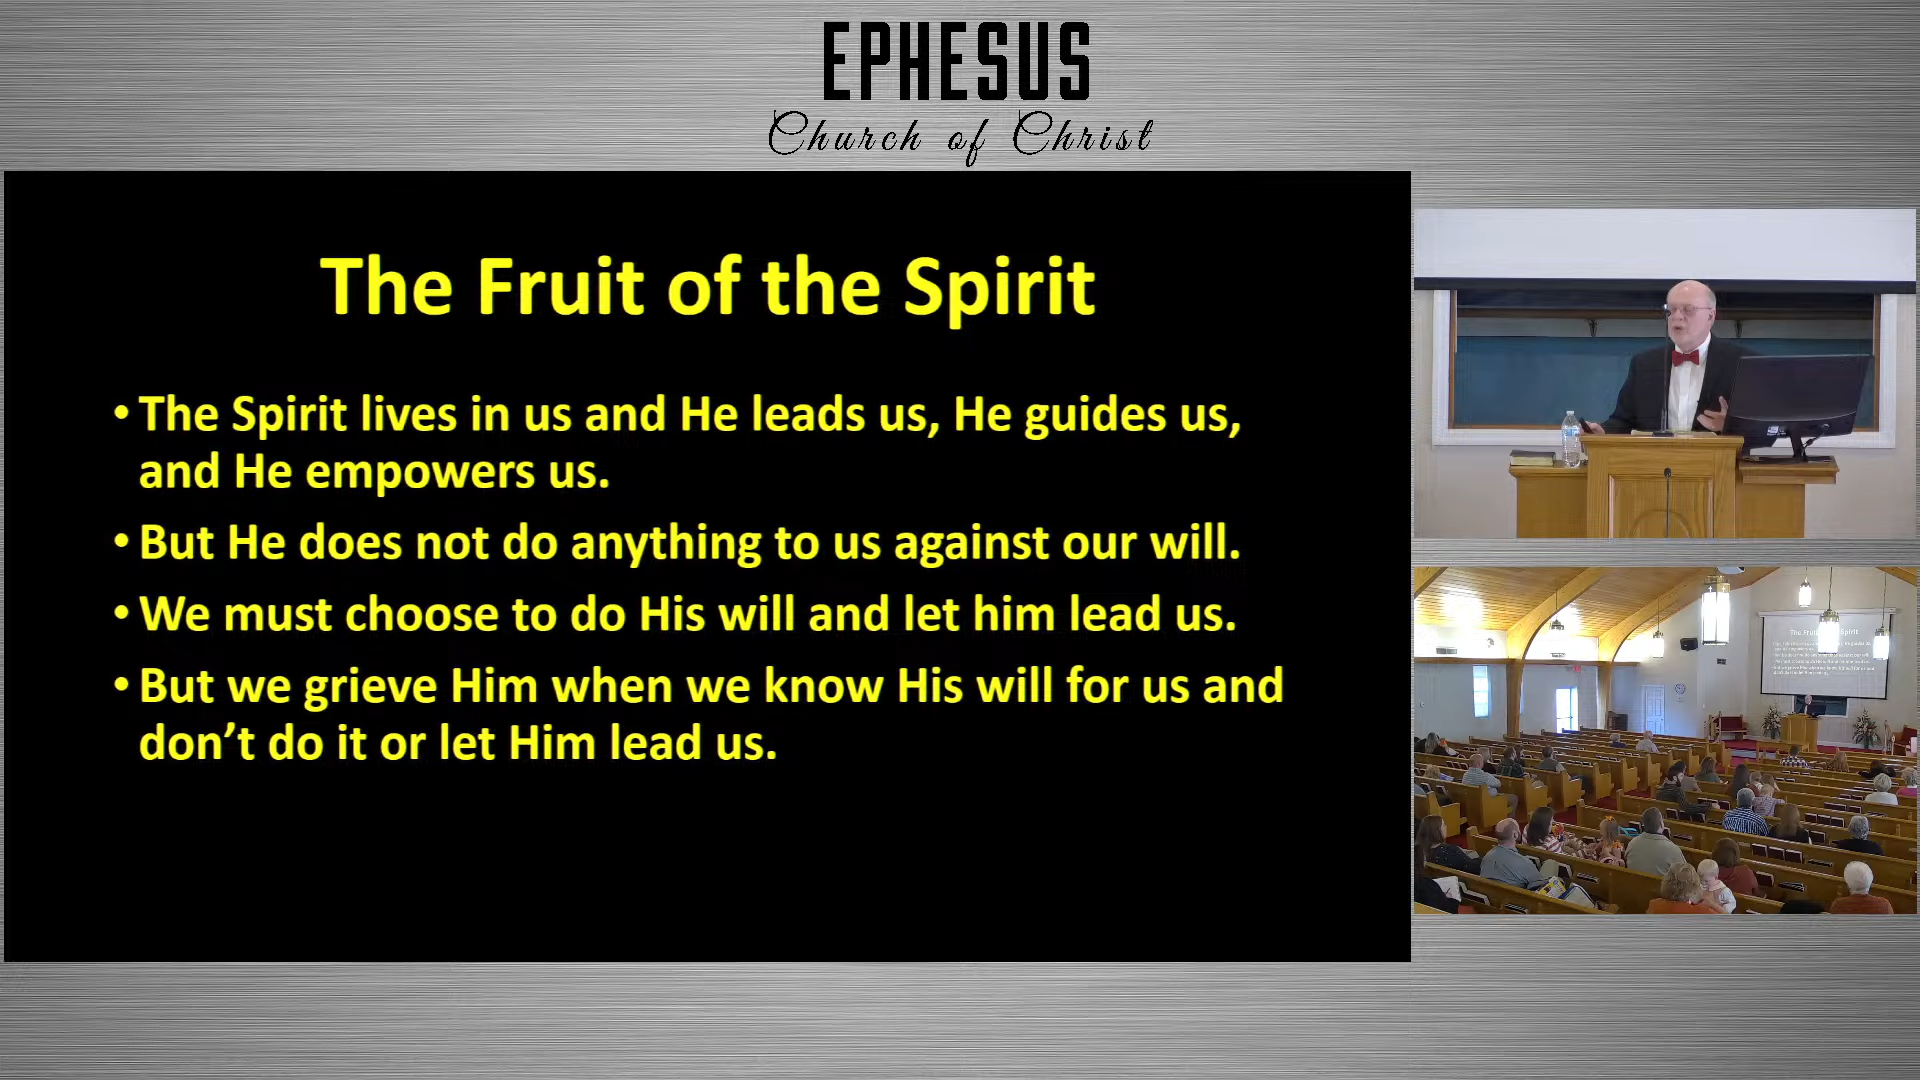 EPHESUS
Church of Christ
The Fruit of the Spirit
• The Spirit lives in us and He leads us, He guides us,
and He empowers us.
• But He does not do anything to us against our will.
• We must choose to do His will and let him lead us.
• But we grieve Him when we know His will for us and
don’t do it or let Him lead us.